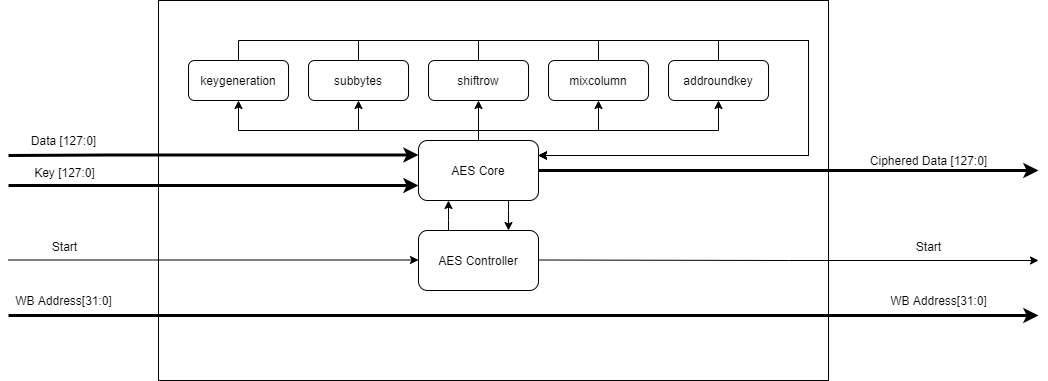 keygeneration
subbytes
shiftrow
mixcolumn
addroundkey
Data [127:0]
Key [127:0]
AES Core
Ciphered Data [127:0]
Start
AES Controller
Start
WB Address[31:0]
WB Address[31:0]